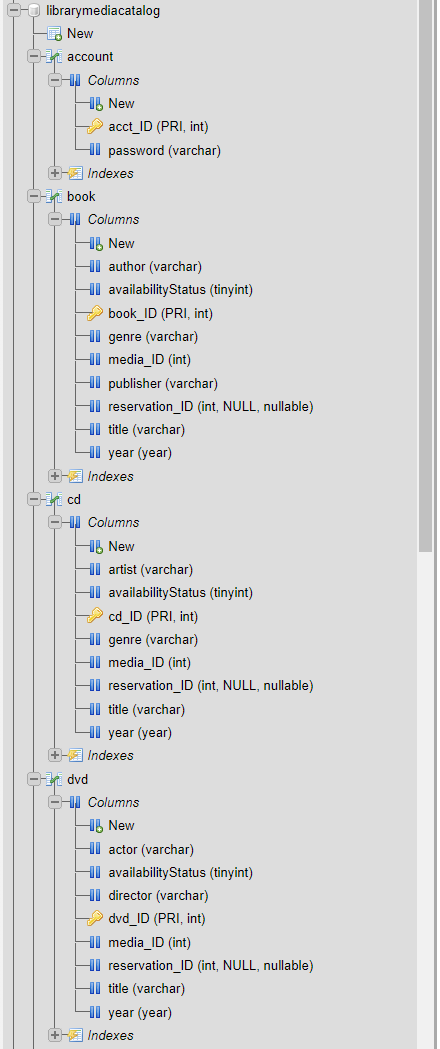 librarymediacatalog
New
account
Columns
New
acct_ID (PRI, int)
password (varchar)
Indexes
book
Columns
New
author (varchar)
availabilityStatus (tinyint)
book_ID (PRI, int)
genre (varchar)
media_ID (int)
publisher (varchar)
reservation_ID (int, NULL, nullable)
title (varchar)
year (year)
Indexes
cd
Columns
New
artist (varchar)
availabilityStatus (tinyint)
cd_ID (PRI, int)
genre (varchar)
media_ID (int)
reservation_ID (int, NULL, nullable)
title (varchar)
year (year)
Indexes
dvd
Columns
New
actor (varchar)
availabilityStatus (tinyint)
director (varchar)
dvd_ID (PRI, int)
media_ID (int)
reservation_ID (int, NULL, nullable)
title (varchar)
year (year)
Indexes